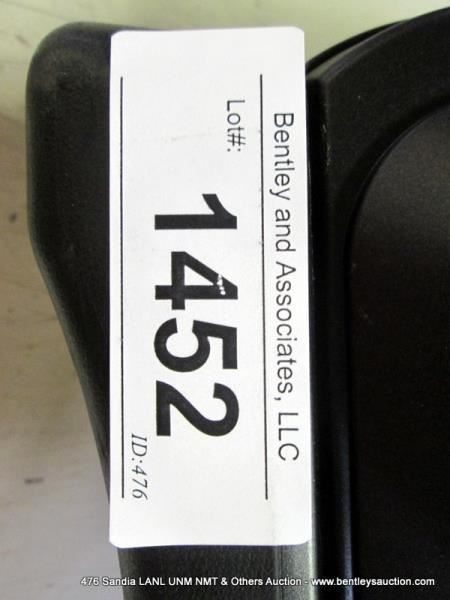 Bentley and Associates, LLC
Lot#:
1452
ID:476
476 Sandia LANL UNM NMT & Others Auction - www.bentleysauction.com